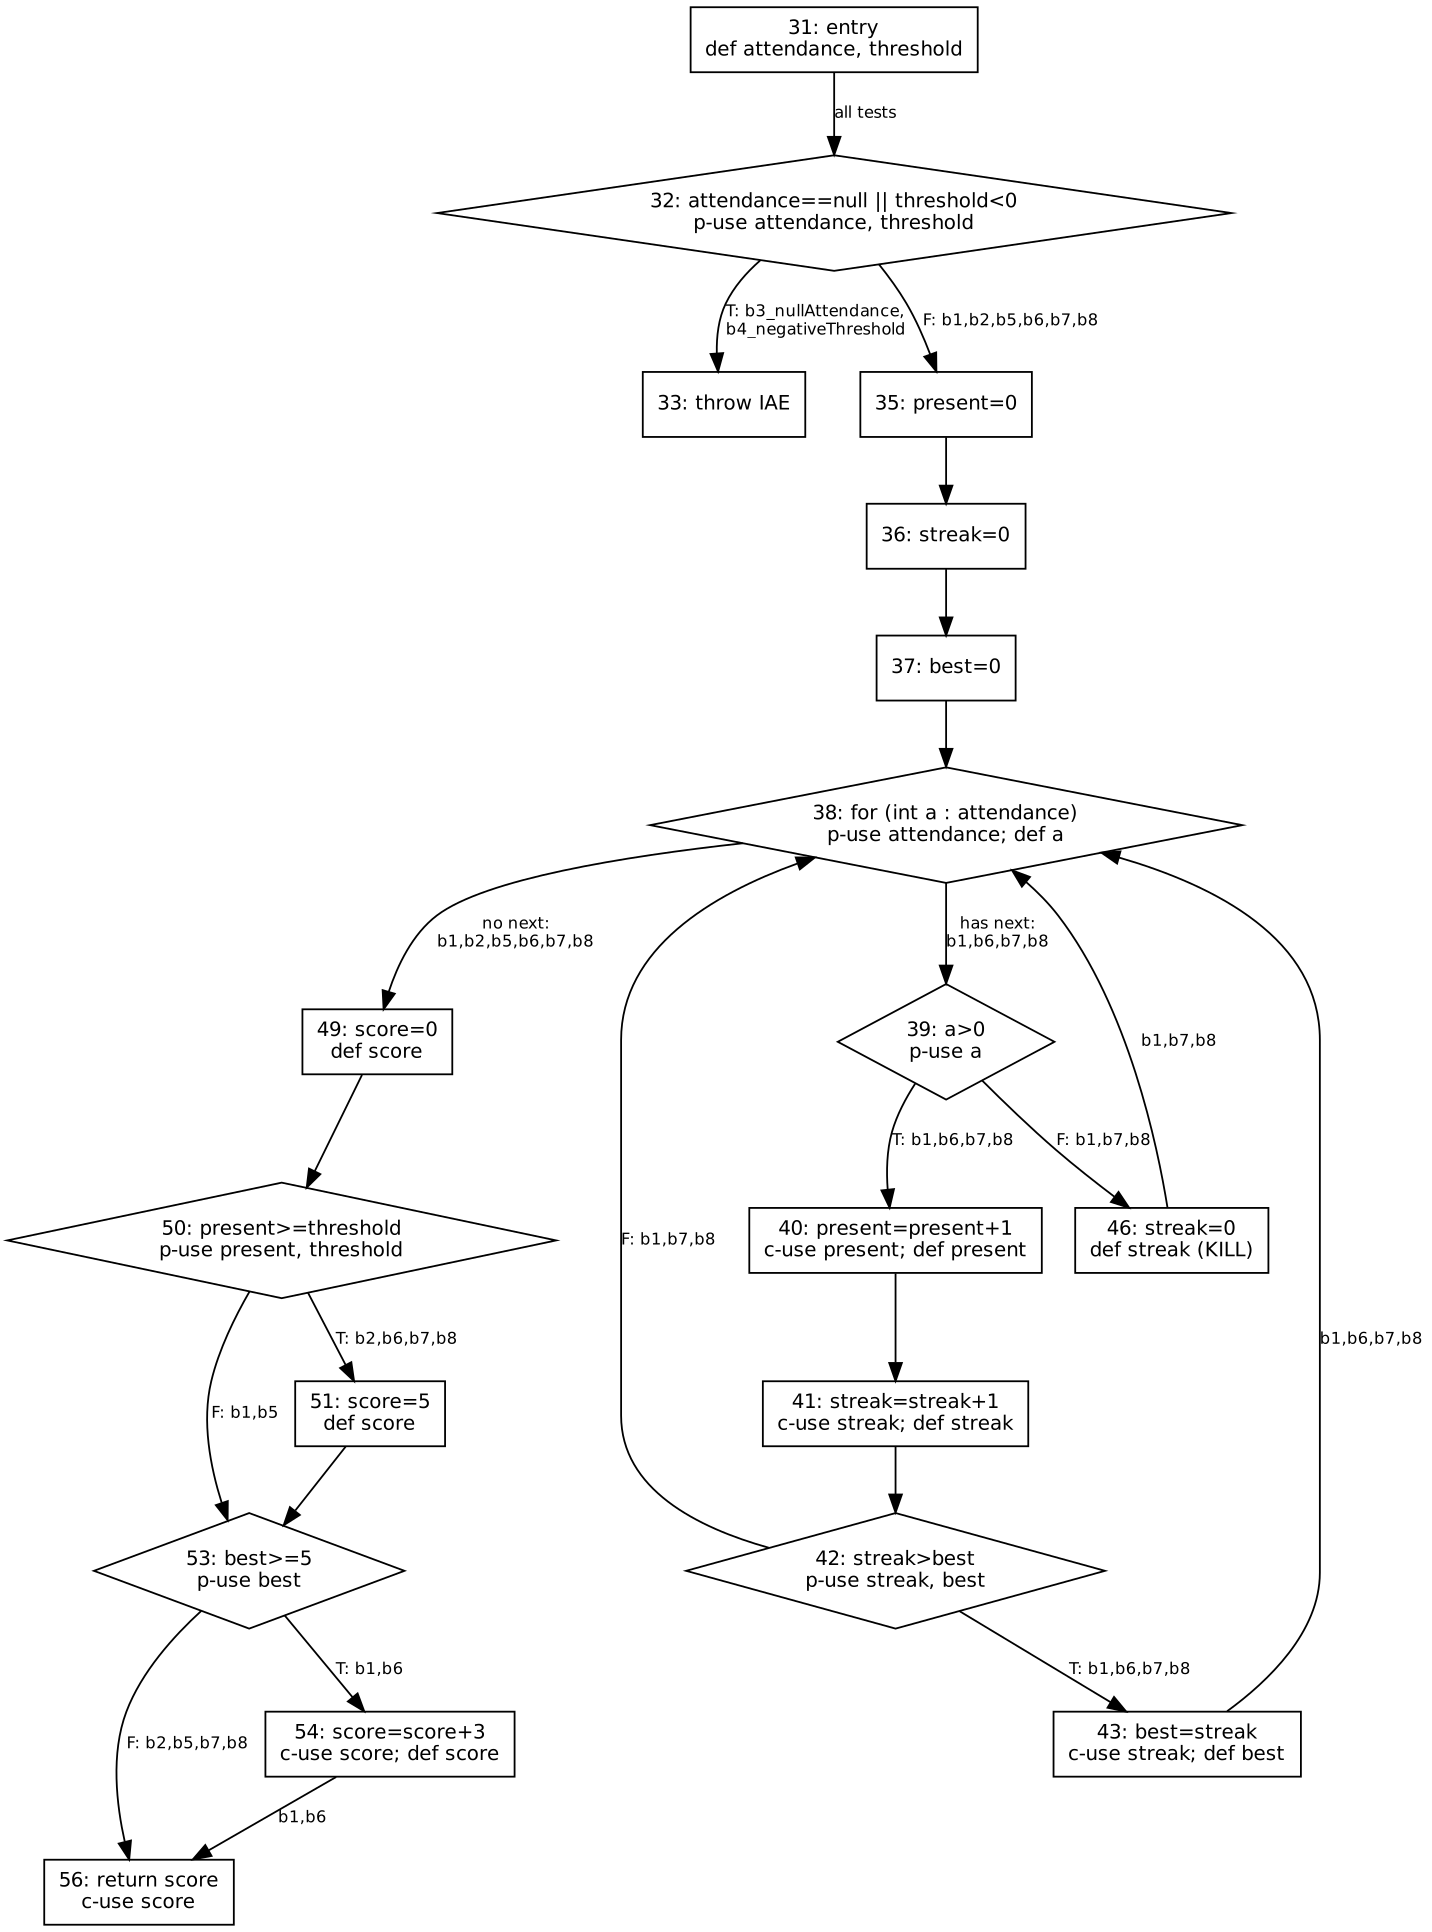 31: entry
def attendance, threshold
all tests
32: attendance==null || threshold<0
p-use attendance, threshold
T: b3_nullAttendance,
b4_negativeThreshold
F: b1,b2,b5,b6,b7,b8
33: throw IAE
35: present=0
36: streak=0
37: best=0
38: for (int a : attendance)
p-use attendance; def a
no next:
b1,b2,b5,b6,b7,b8
has next:
b1,b6,b7,b8
49: score=0
def score
39: a>0
p-use a
b1,b7,b8
T: b1,b6,b7,b8
F: b1,b7,b8
50: present>=threshold
p-use present, threshold
F: b1,b7,b8
40: present=present+1
c-use present; def present
46: streak=0
def streak (KILL)
T: b2,b6,b7,b8
b1,b6,b7,b8
F: b1,b5
51: score=5
def score
41: streak=streak+1
c-use streak; def streak
53: best>=5
p-use best
42: streak>best
p-use streak, best
T: b1,b6
T: b1,b6,b7,b8
F: b2,b5,b7,b8
54: score=score+3
c-use score; def score
43: best=streak
c-use streak; def best
b1,b6
56: return score
c-use score